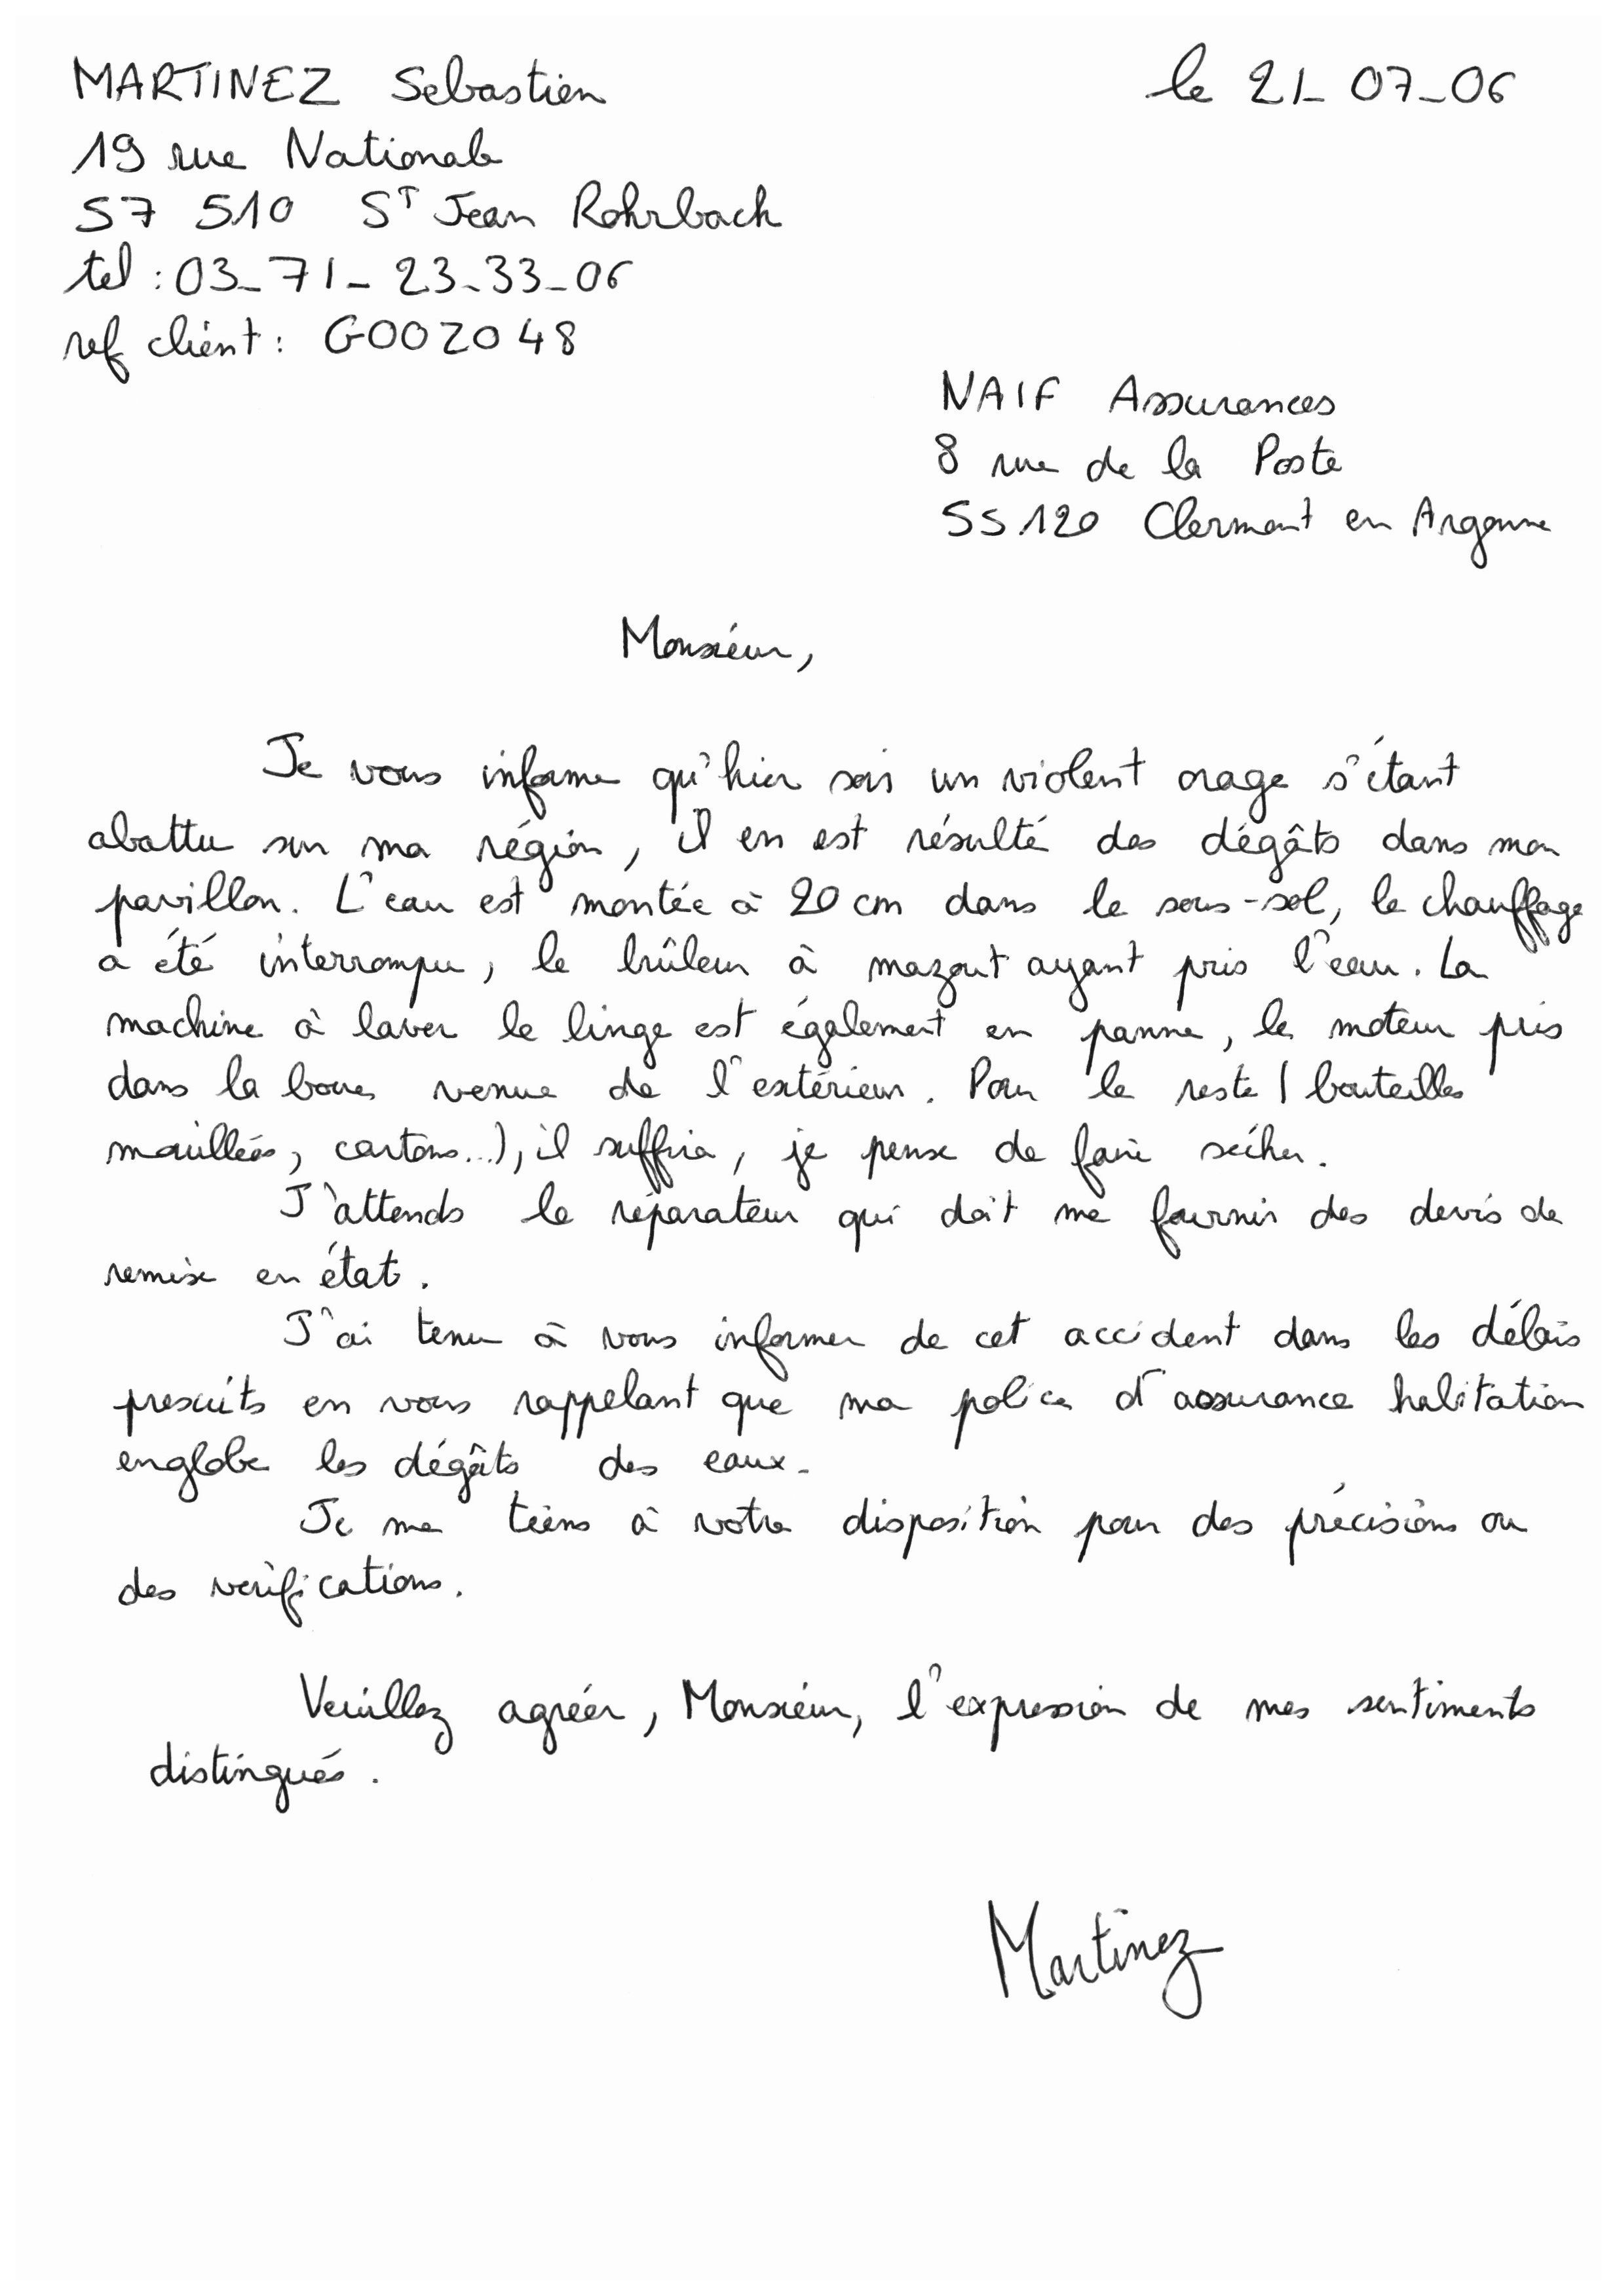 MARTINEZ Sebastien
le 21_07_06
19 rue Nationale
57 510 ST Jean Rohrbach
tel : 03_71_23_33_06
ref client : G002048
NAIF Assurances
8 rue de la Poste
55120 Clermont en Argonne
Monsieur,
Je vous informe qu'hier soir un violent orage s'étant
abattu sur ma région, il en est résulté des dégâts dans mon
pavillon. L'eau est montée à 20 cm dans le sous-sol, le chauffage
a été interrompu, le brûleur à mazout ayant pris l'eau. La
machine à laver le linge est également en panne, le moteur pris
dans la boue venue de l'extérieur. Pour le reste (bouteilles
mouillées, cartons...), il suffira, je pense de faire sécher.
J'attends le réparateur qui doit me fournir des devis de
remise en état.
J'ai tenu à vous informer de cet accident dans les délais
prescrits en vous rappelant que ma police d'assurance habitation
englobe les dégâts des eaux.
Je me tiens à votre disposition pour des précisions ou
des vérifications.
Veuillez agréer, Monsieur, l'expression de mes sentiments
distingués.
Martinez